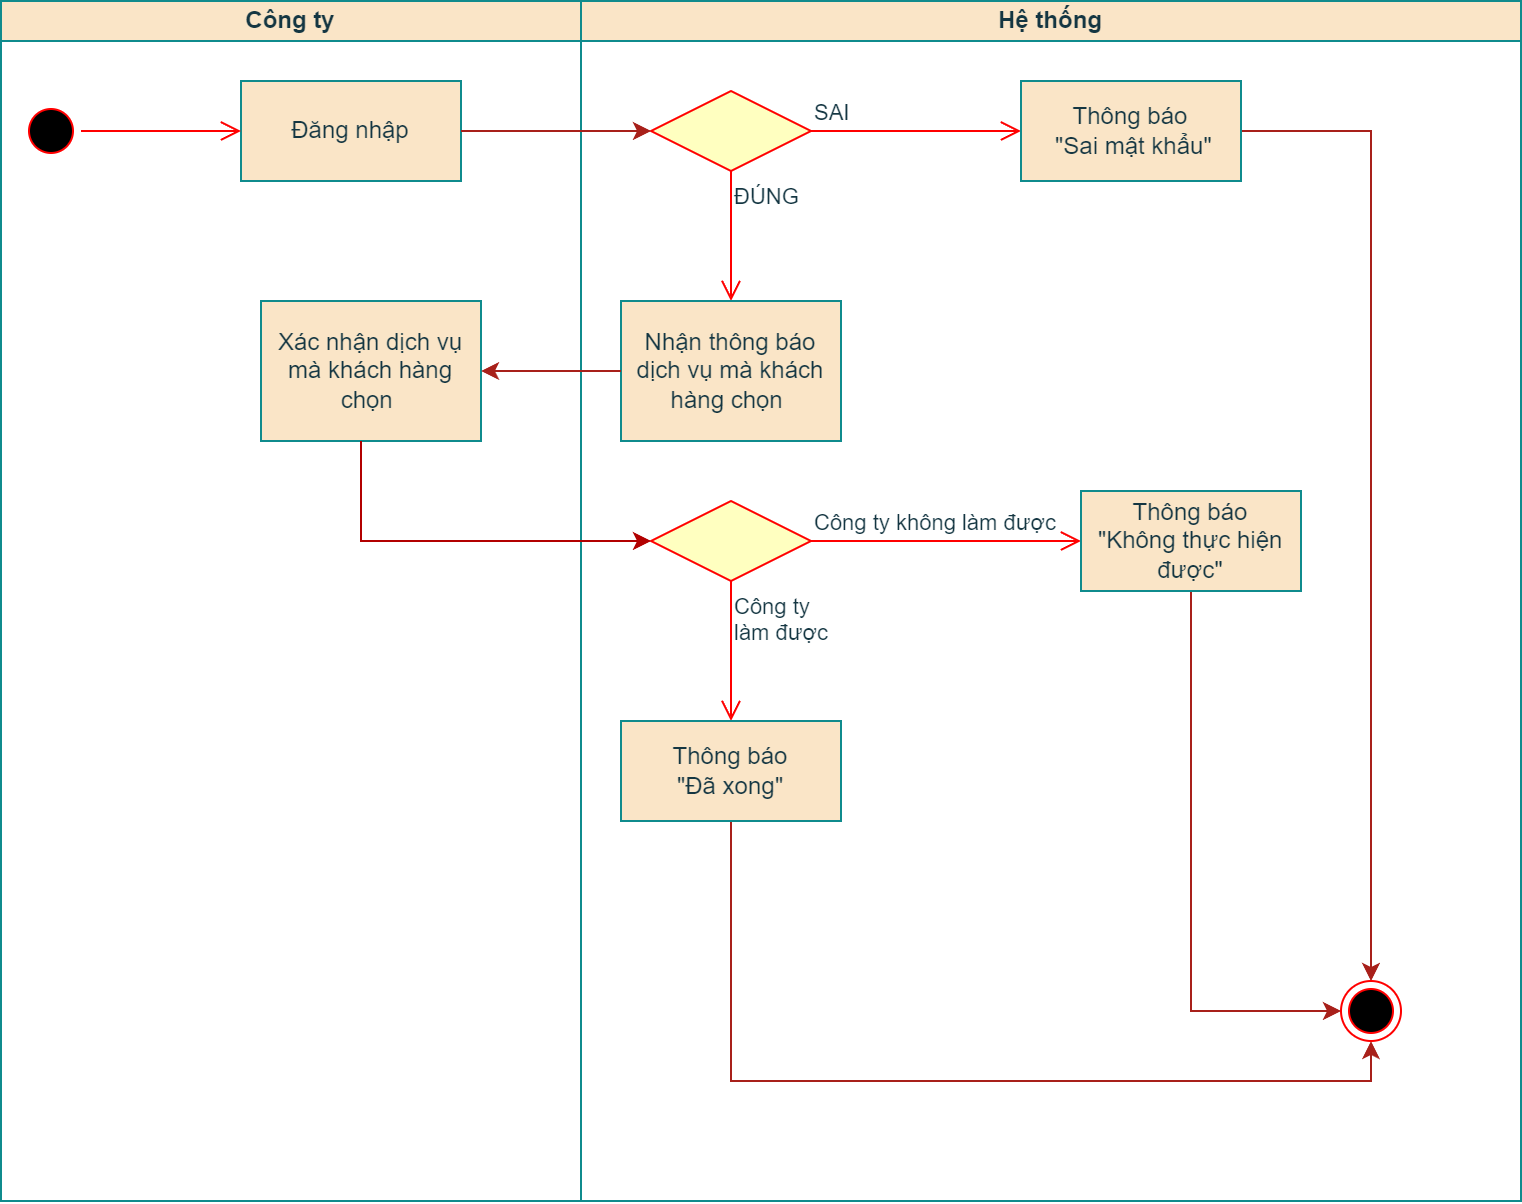 Công ty
Hệ thống
Đăng nhập
SAI
Thông báo
"Sai mật khẩu"
ĐÚNG
Xác nhận dịch vụ
mà khách hàng
chọn
Nhận thông báo
dịch vụ mà khách
hàng chọn
Công ty không làm được
Thông báo
"Không thực hiện
được"
Công ty
làm được
Thông báo
"Đã xong"